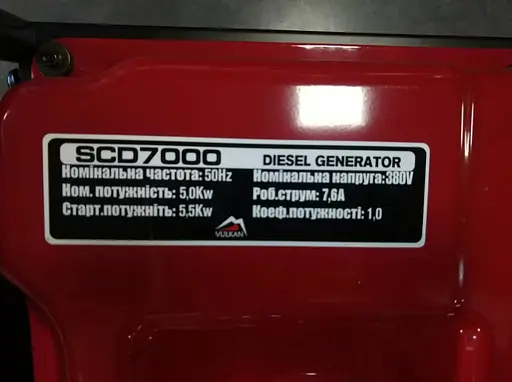 SCD7000 DIESEL GENERATOR
Номінальна частота: 50Hz Номінальна напруга:380V
Ном. потужність: 5,0Kw Роб.струм: 7,6А
Старт.потужніть: 5,5Kw Коеф.потужності: 1,0
VULKAN